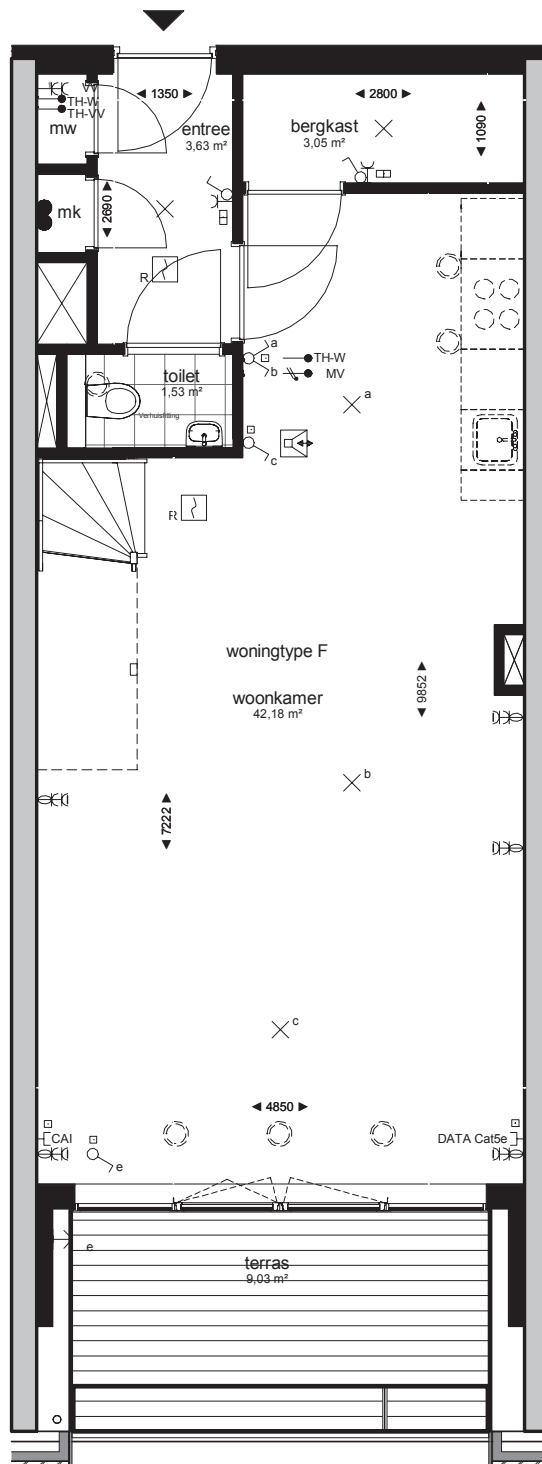 VV
TH-W
TH-VV
mw
1350
entree
3,63 m²
2800
bergkast
3,05 m²
1090
mk
2690
R
toilet
1,53 m²
Verhuisfitting
a
b
TH-W
MV
c
a
R
woningtype F
woonkamer
42,18 m²
9852
b
7222
c
4850
CAI
DATA Cat5e
e
e
terras
9,03 m²